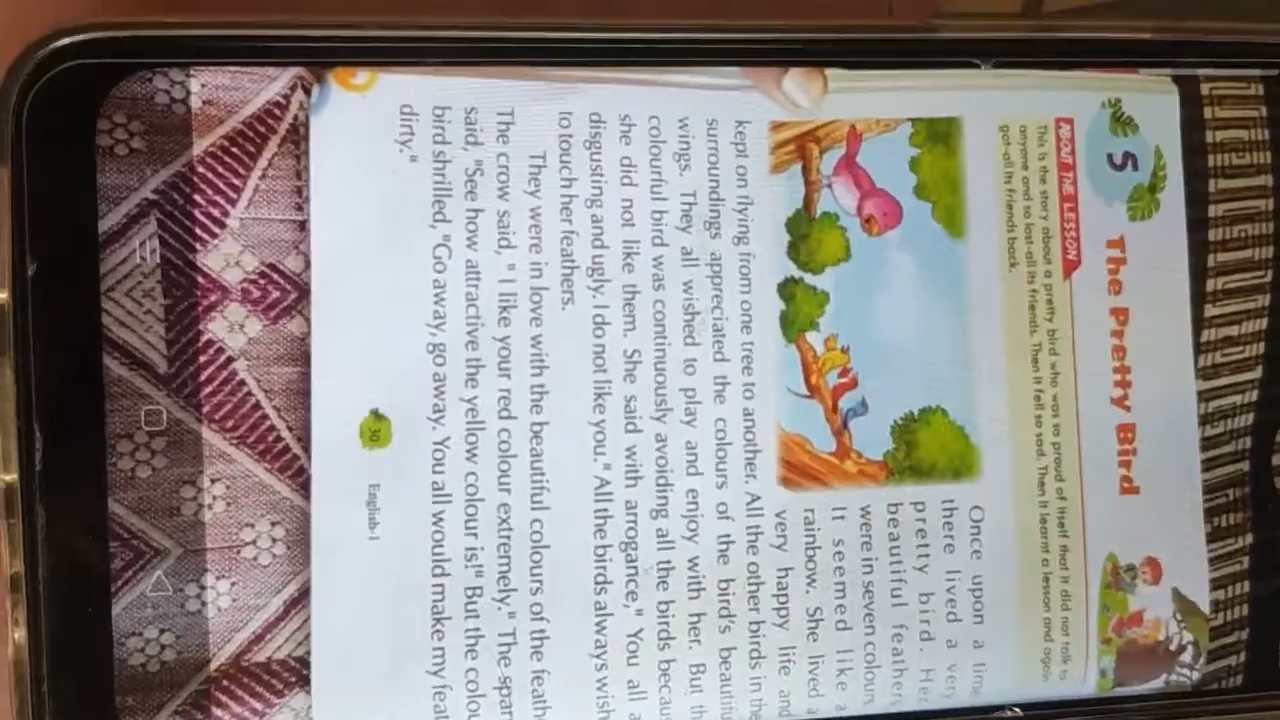 5
The Pretty Bird
ABOUT THE LESSON
This is the story about a pretty bird who was so proud of itself that it did not talk to
anyone and so lost-all its friends. Then it fell so sad. Then it learnt a lesson and again
got-all its friends back.
Once upon a time
there lived a very
pretty bird. Her
beautiful feathers
were in seven colours.
It seemed like a
rainbow. She lived a
very happy life and
kept on flying from one tree to another. All the other birds in the
surroundings appreciated the colours of the bird's beautifu
wings. They all wished to play and enjoy with her. But th
colourful bird was continuously avoiding all the birds becau
she did not like them. She said with arrogance," You all a
disgusting and ugly. I do not like you." All the birds always wish
to touch her feathers.
They were in love with the beautiful colours of the feath
The crow said, " I like your red colour extremely." The spar
said, "See how attractive the yellow colour is!" But the colou
bird shrilled, "Go away, go away. You all would make my feat
dirty."
30
English-1